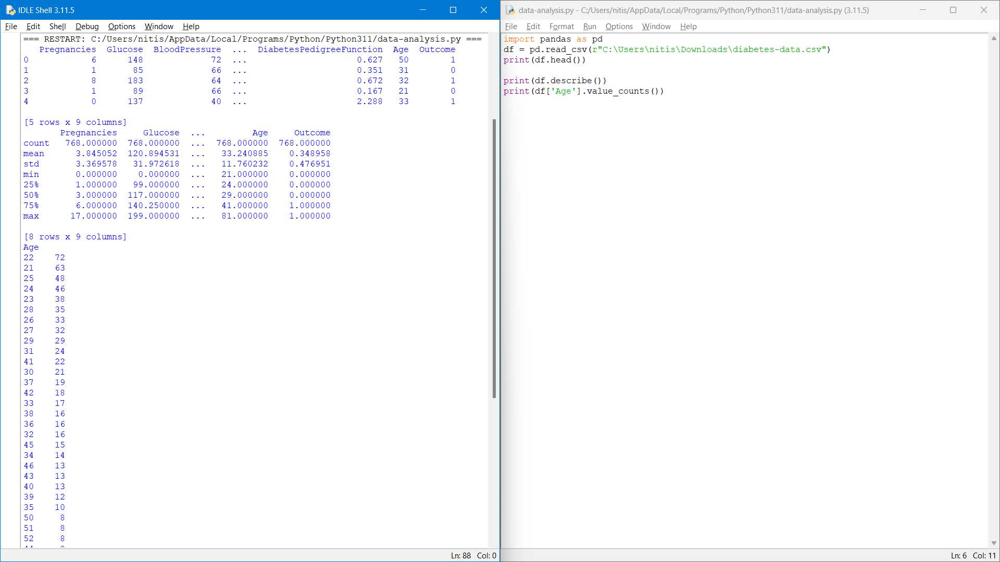 IDLE Shell 3.11.5
File Edit Shell Debug Options Window Help
=== RESTART: C:/Users/nitis/AppData/Local/Programs/Python/Python311/data-analysis.py ===
   Pregnancies  Glucose  BloodPressure  ...  DiabetesPedigreeFunction  Age  Outcome
0            6      148             72  ...                     0.627   50        1
1            1       85             66  ...                     0.351   31        0
2            8      183             64  ...                     0.672   32        1
3            1       89             66  ...                     0.167   21        0
4            0      137             40  ...                     2.288   33        1
[5 rows x 9 columns]
       Pregnancies     Glucose  ...         Age     Outcome
count   768.000000  768.000000  ...  768.000000  768.000000
mean      3.845052  120.894531  ...   33.240885    0.348958
std       3.369578   31.972618  ...   11.760232    0.476951
min       0.000000    0.000000  ...   21.000000    0.000000
25%       1.000000   99.000000  ...   24.000000    0.000000
50%       3.000000  117.000000  ...   29.000000    0.000000
75%       6.000000  140.250000  ...   41.000000    1.000000
max      17.000000  199.000000  ...   81.000000    1.000000
[8 rows x 9 columns]
Age
22    72
21    63
25    48
24    46
23    38
28    35
26    33
27    32
29    29
31    24
41    22
30    21
37    19
42    18
33    17
38    16
36    16
32    16
45    15
34    14
46    13
43    13
40    13
39    12
35    10
50     8
51     8
52     8
Ln: 88 Col: 0
data-analysis.py - C:/Users/nitis/AppData/Local/Programs/Python/Python311/data-analysis.py (3.11.5)
File Edit Format Run Options Window Help
import pandas as pd
df = pd.read_csv(r"C:\Users\nitis\Downloads\diabetes-data.csv")
print(df.head())
print(df.describe())
print(df['Age'].value_counts())
Ln: 6 Col: 11